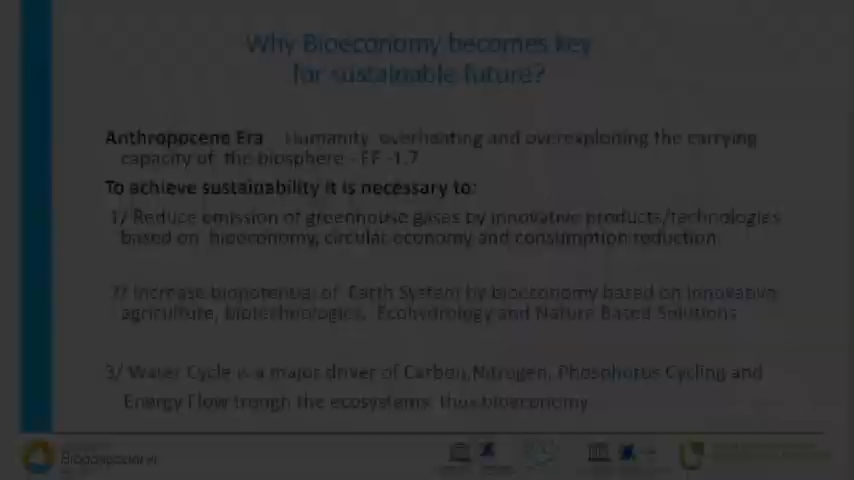 Why Bioeconomy becomes key
for sustainable future?
Anthropocene Era Humanity overheating and overexploiting the carrying
capacity of the biosphere - EF -1.7
To achieve sustainability it is necessary to:
1/ Reduce emission of greenhouse gases by innovative products/technologies
based on bioeconomy, circular economy and consumption reduction
2/ Increase biopotential of Earth System by bioeconomy based on innovative
agriculture, biotechnologies, Ecohydrology and Nature Based Solutions
3/ Water Cycle is a major driver of Carbon, Nitrogen, Phosphorus Cycling and
Energy Flow trough the ecosystems thus bioeconomy